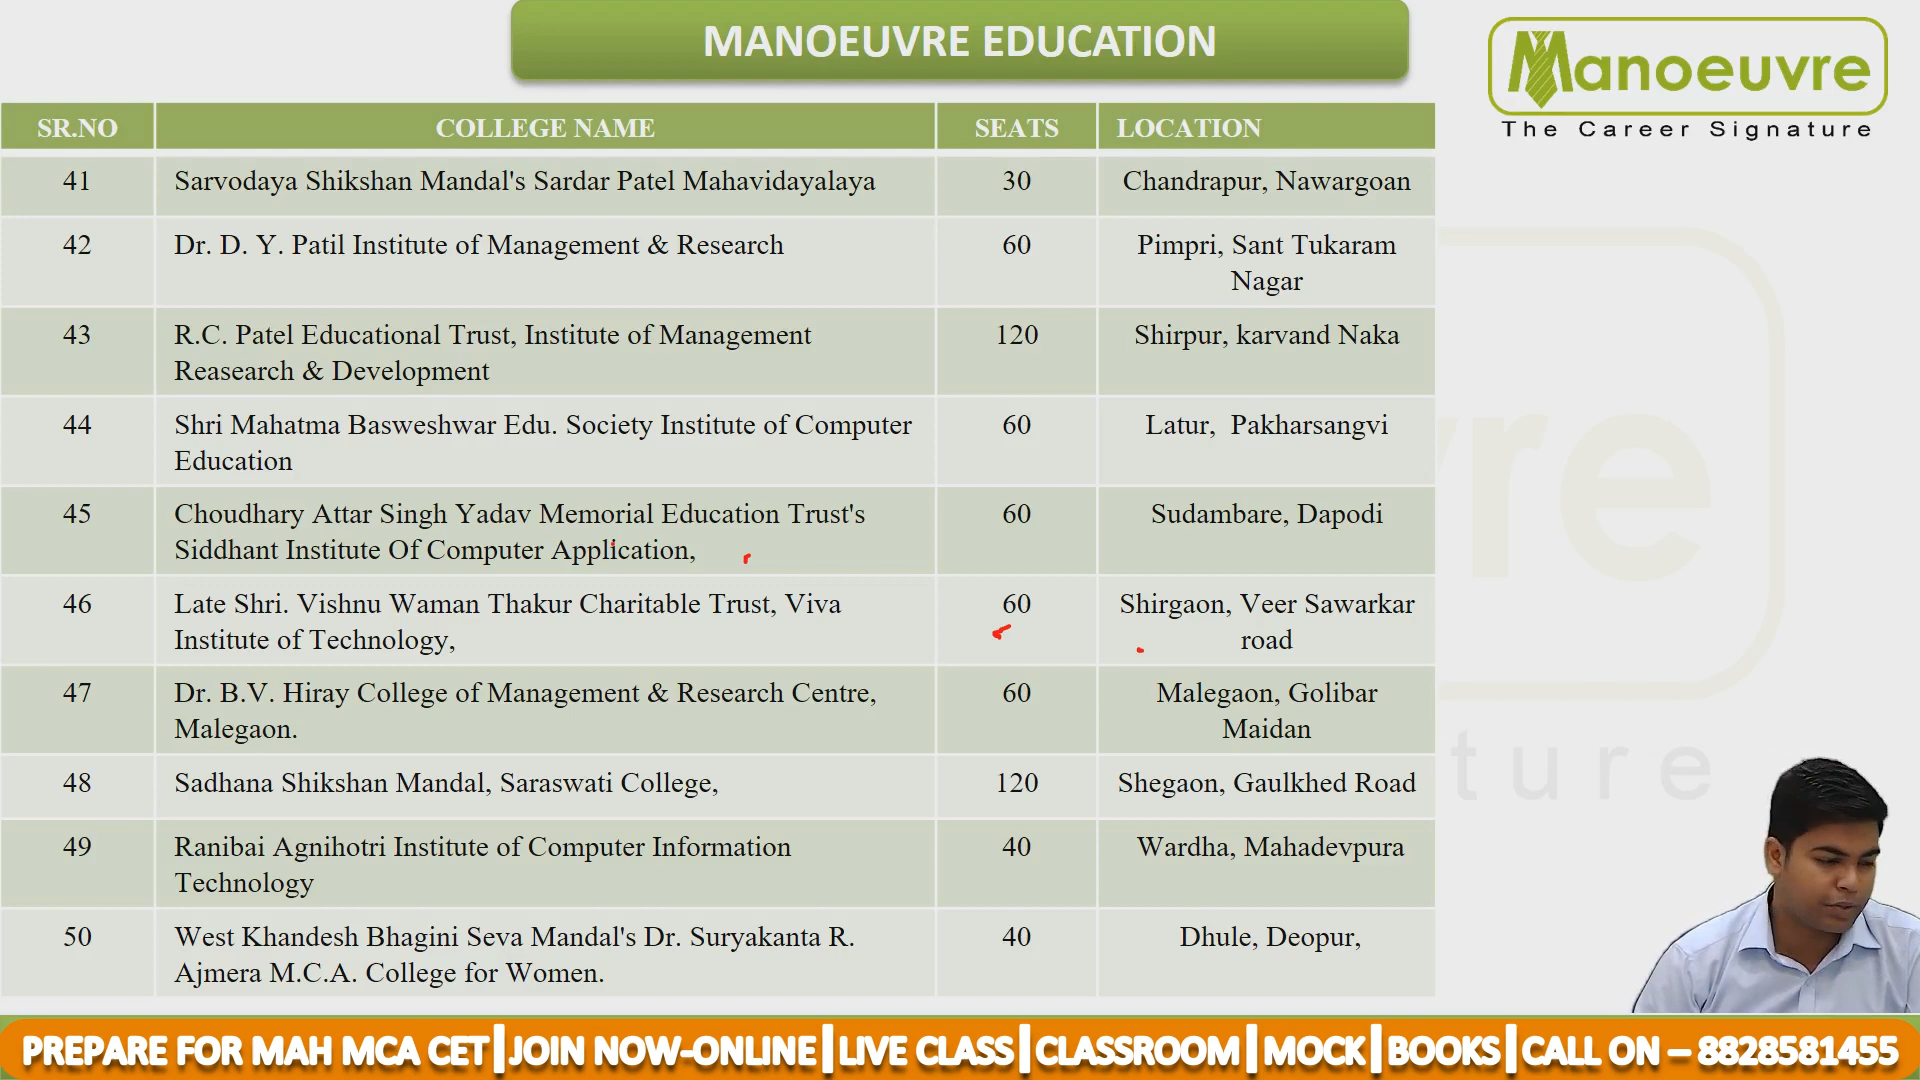 MANOEUVRE EDUCATION
Manoeuvre
The Career Signature
SR.NO COLLEGE NAME SEATS LOCATION
41 Sarvodaya Shikshan Mandal's Sardar Patel Mahavidayalaya 30 Chandrapur, Nawargoan
42 Dr. D. Y. Patil Institute of Management & Research 60 Pimpri, Sant Tukaram
Nagar
43 R.C. Patel Educational Trust, Institute of Management 120 Shirpur, karvand Naka
Reasearch & Development
44 Shri Mahatma Basweshwar Edu. Society Institute of Computer 60 Latur, Pakharsangvi
Education
45 Choudhary Attar Singh Yadav Memorial Education Trust's 60 Sudambare, Dapodi
Siddhant Institute Of Computer Application,
46 Late Shri. Vishnu Waman Thakur Charitable Trust, Viva 60 Shirgaon, Veer Sawarkar
Institute of Technology, road
47 Dr. B.V. Hiray College of Management & Research Centre, 60 Malegaon, Golibar
Malegaon. Maidan
48 Sadhana Shikshan Mandal, Saraswati College, 120 Shegaon, Gaulkhed Road
49 Ranibai Agnihotri Institute of Computer Information 40 Wardha, Mahadevpura
Technology
50 West Khandesh Bhagini Seva Mandal's Dr. Suryakanta R. 40 Dhule, Deopur,
Ajmera M.C.A. College for Women.
vre
ture
PREPARE FOR MAH MCA CET|JOIN NOW-ONLINE|LIVE CLASS|CLASSROOM|MOCK|BOOKS|CALL ON – 8828581455